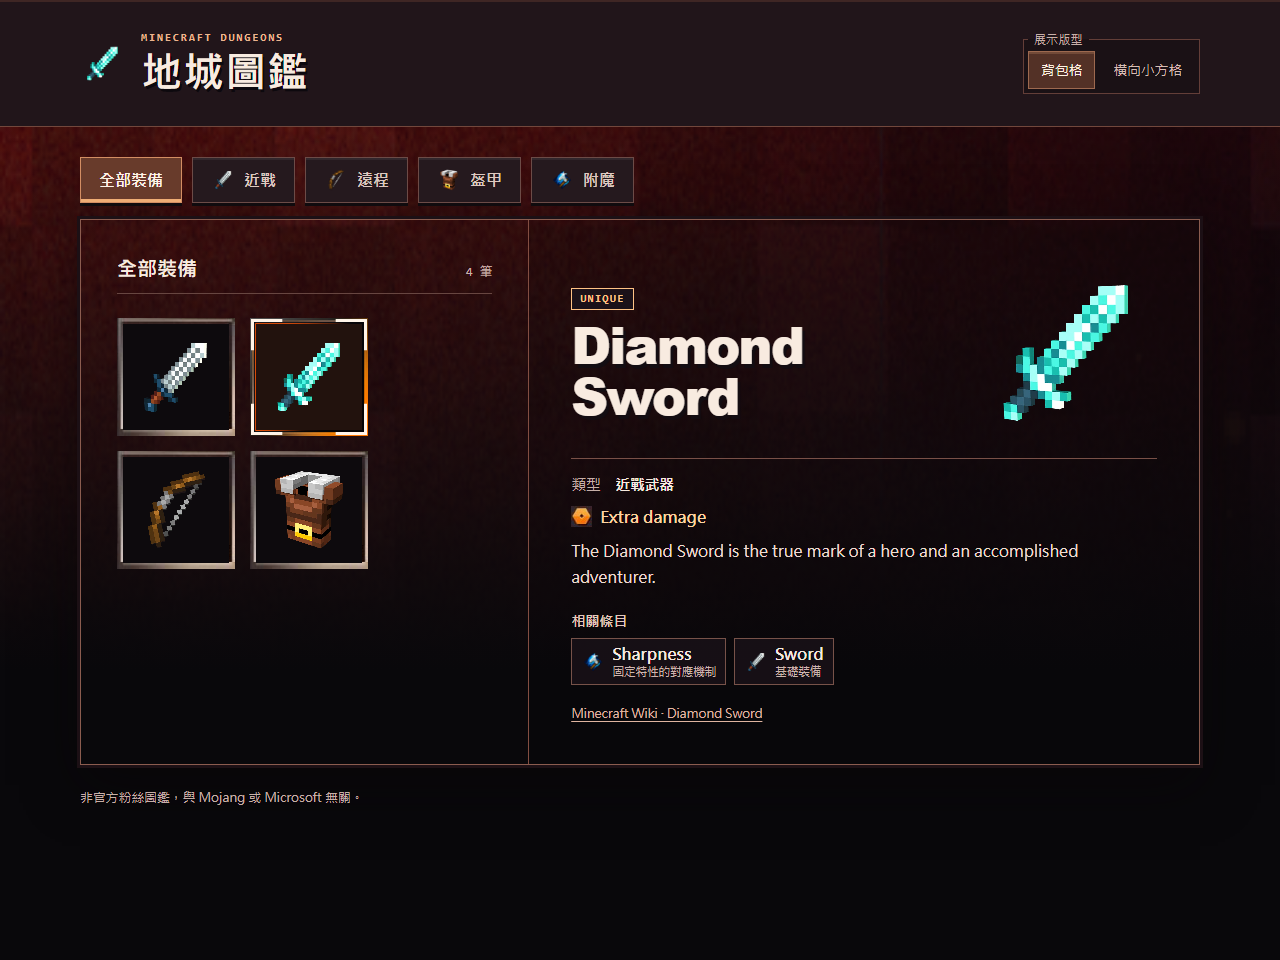 MINECRAFT DUNGEONS
地城圖鑑
展示版型
背包格
橫向小方格
全部裝備
近戰
遠程
盔甲
附魔
全部裝備
4 筆
UNIQUE
Diamond
Sword
類型 近戰武器
Extra damage
The Diamond Sword is the true mark of a hero and an accomplished
adventurer.
相關條目
Sharpness
固定特性的對應機制
Sword
基礎裝備
Minecraft Wiki · Diamond Sword
非官方粉絲圖鑑，與 Mojang 或 Microsoft 無關。